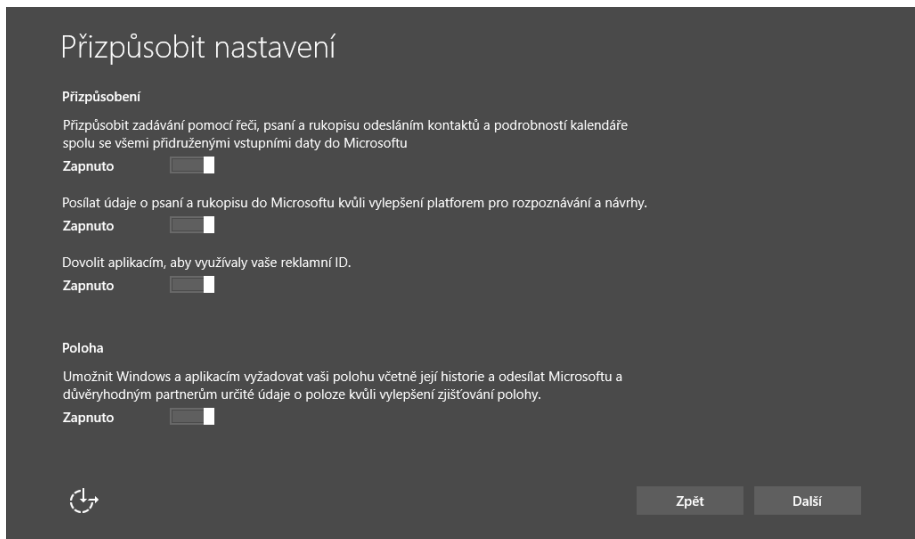 Přizpůsobit nastavení
Přizpůsobení
Přizpůsobit zadávání pomocí řeči, psaní a rukopisu odesláním kontaktů a podrobností kalendáře
spolu se všemi přidruženými vstupními daty do Microsoftu
Zapnuto
Posílat údaje o psaní a rukopisu do Microsoftu kvůli vylepšení platforem pro rozpoznávání a návrhy.
Zapnuto
Dovolit aplikacím, aby využívaly vaše reklamní ID.
Zapnuto
Poloha
Umožnit Windows a aplikacím vyžadovat vaši polohu včetně její historie a odesílat Microsoftu a
důvěryhodným partnerům určité údaje o poloze kvůli vylepšení zjišťování polohy.
Zapnuto
Zpět
Další